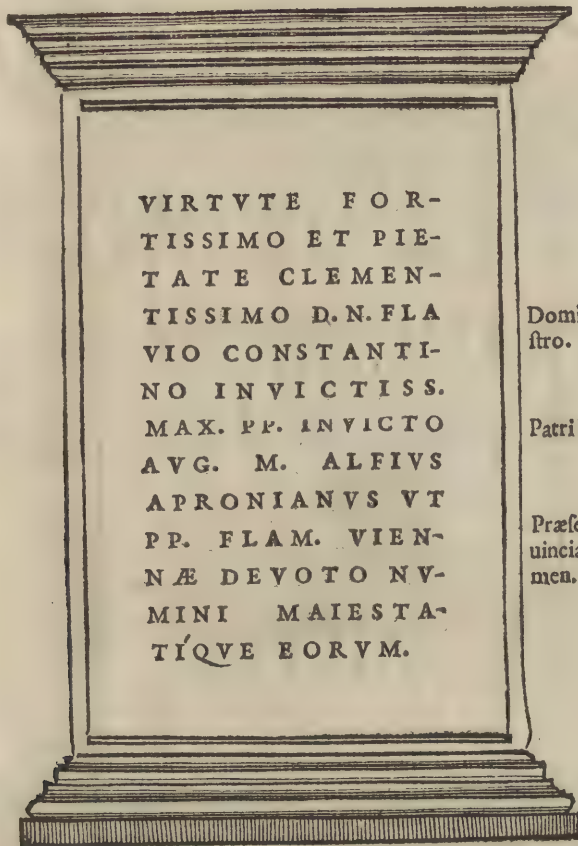 VIRTVTE FOR-
TISSIMO ET PIE-
TATE CLEMEN-
TISSIMO D. N. FLA
VIO CONSTANTI-
NO INVICTISS.
MAX. PP. INVICTO
AVG. M. ALFIVS
APRONIANVS VT
PP. FLAM. VIEN-
NÆ DEVOTO NV-
MINI MAIESTA-
TÍQVE EORVM.
ſtro.
Patri
uincia
men.